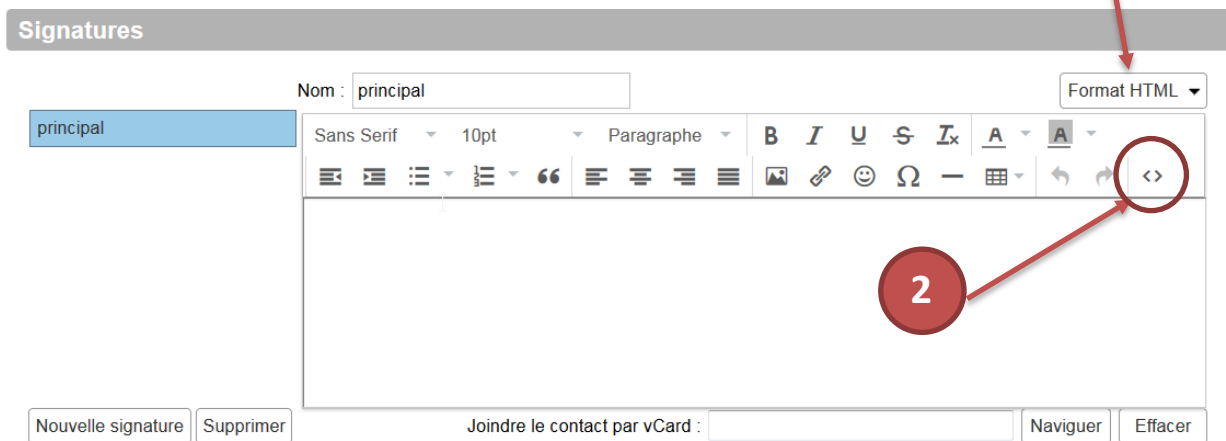 Signatures
Nom : principal
Format HTML
principal
Sans Serif 10pt Paragraphe B I U S Ix A A
Ω <>
2
Nouvelle signature Supprimer Joindre le contact par vCard : Naviguer Effacer